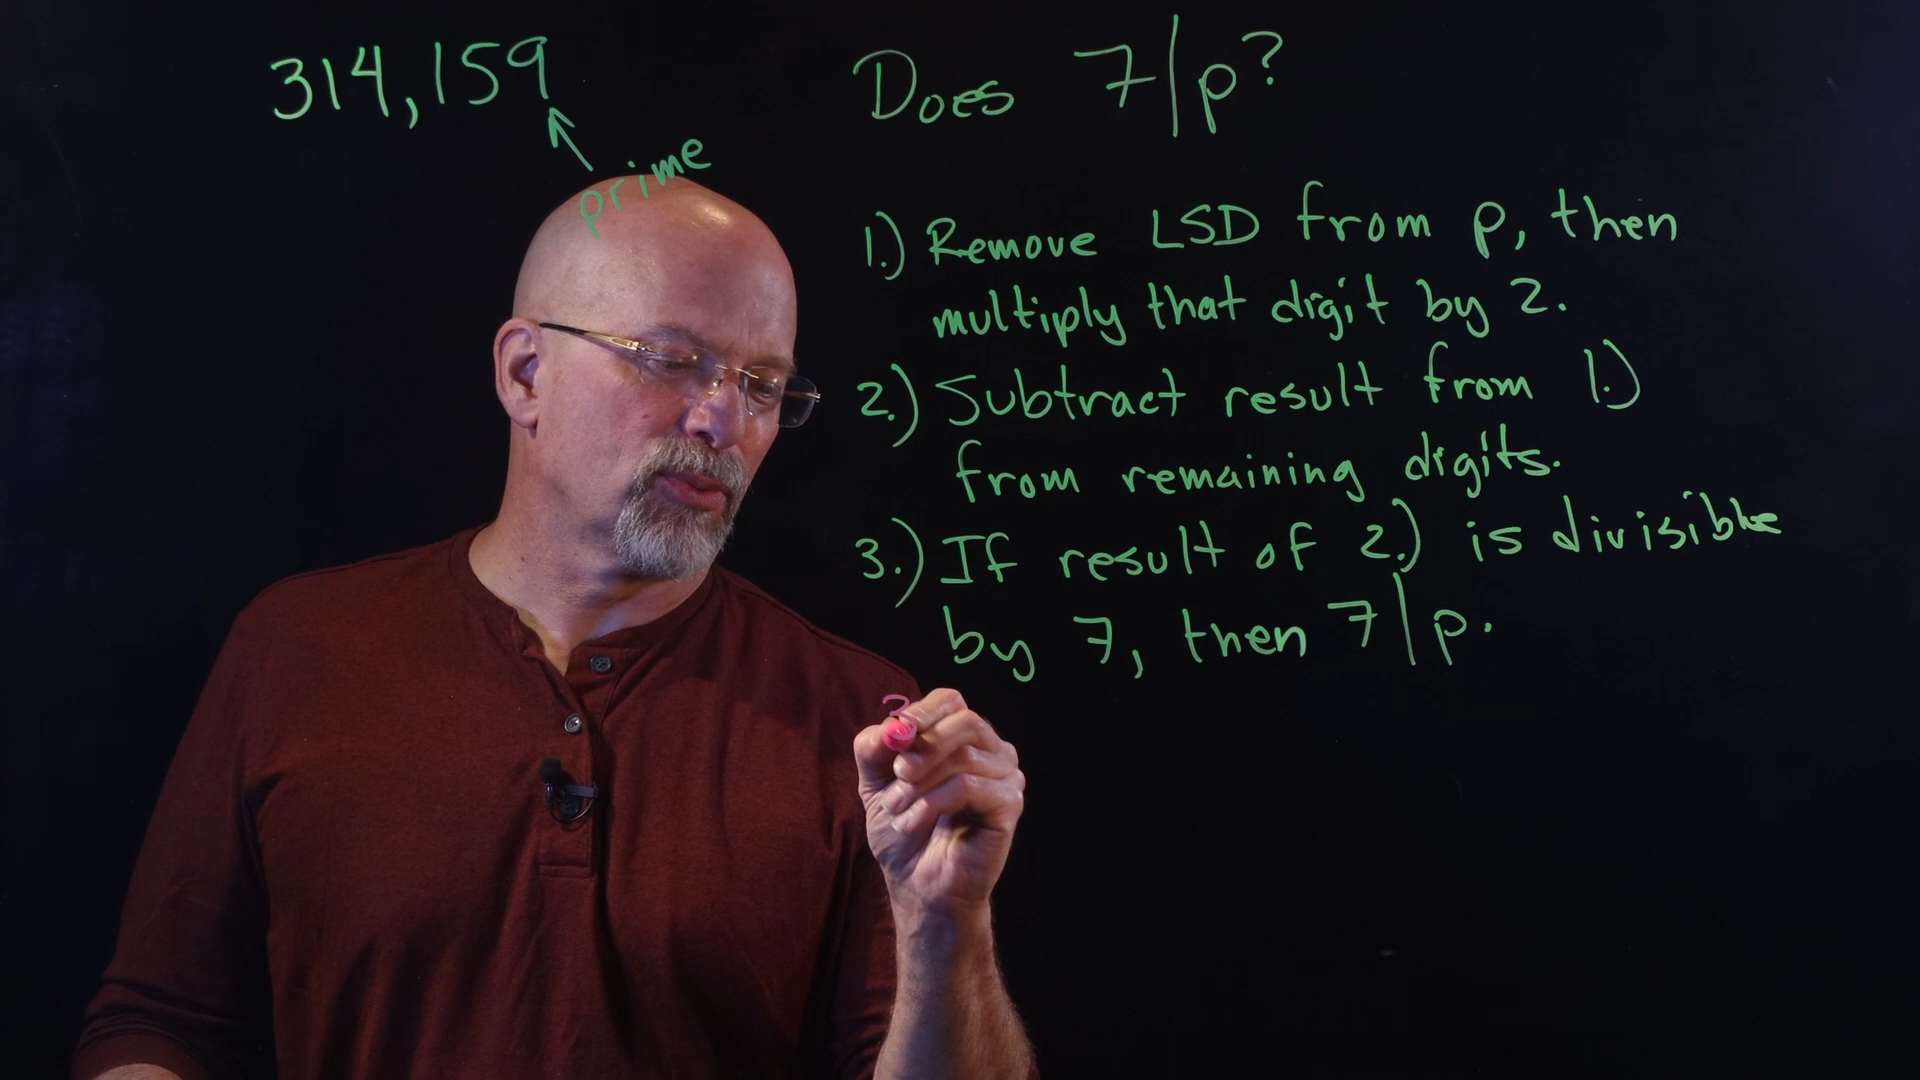 314,159
prime
Does 7|p?
1.) Remove LSD from p, then
multiply that digit by 2.
2.) Subtract result from 1.)
from remaining digits.
3.) If result of 2.) is divisible
by 7, then 7|p.
3